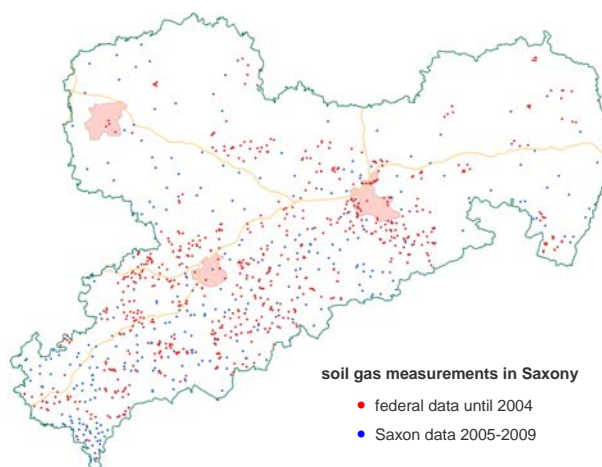 soil gas measurements in Saxony
federal data until 2004
Saxon data 2005-2009